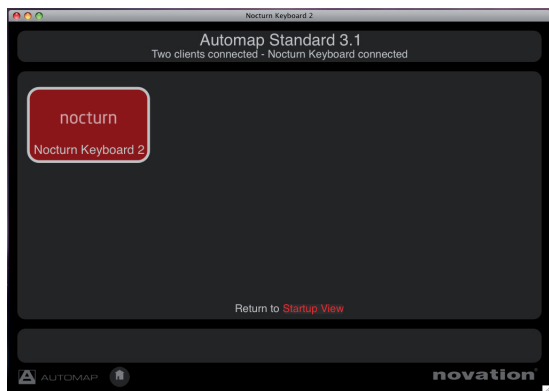 Nocturn Keyboard 2
Automap Standard 3.1
Two clients connected - Nocturn Keyboard connected
nocturn
Nocturn Keyboard 2
Return to Startup View
A AUTOMAP
novation